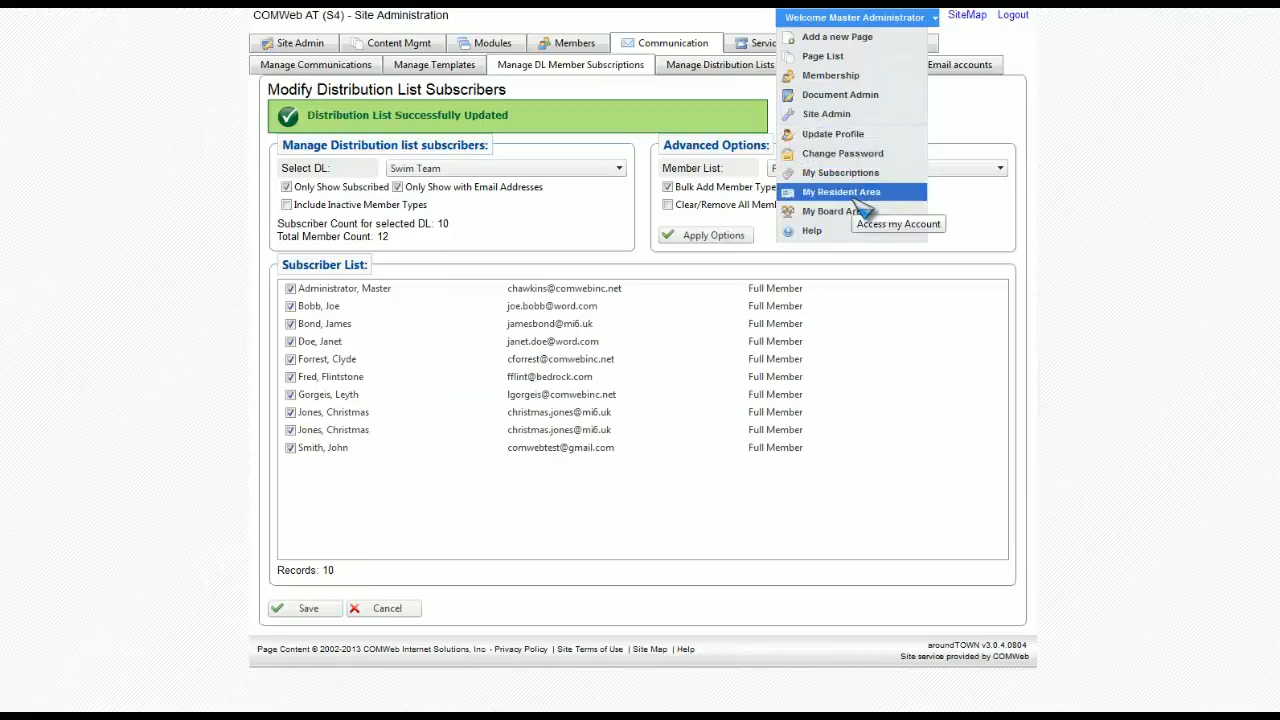 COMWeb AT (S4) - Site Administration
Welcome Master Administrator
SiteMap Logout
Site Admin Content Mgmt Modules Members Communication
Manage Communications Manage Templates Manage DL Member Subscriptions Manage Distribution Lists Email accounts
Add a new Page
Page List
Membership
Document Admin
Site Admin
Update Profile
Change Password
My Subscriptions
My Resident Area
My Board
Help
Access my Account
Modify Distribution List Subscribers
Distribution List Successfully Updated
Manage Distribution list subscribers:
Select DL: Swim Team
Only Show Subscribed Only Show with Email Addresses
Include Inactive Member Types
Subscriber Count for selected DL: 10
Total Member Count: 12
Advanced Options:
Member List:
Bulk Add Member Type
Clear/Remove All
Apply Options
Subscriber List:
Administrator, Master chawkins@comwebinc.net Full Member
Bobb, Joe joe.bobb@word.com Full Member
Bond, James jamesbond@mi6.uk Full Member
Doe, Janet janet.doe@word.com Full Member
Forrest, Clyde cforrest@comwebinc.net Full Member
Fred, Flintstone fflint@bedrock.com Full Member
Gorgeis, Leyth lgorgeis@comwebinc.net Full Member
Jones, Christmas christmas.jones@mi6.uk Full Member
Jones, Christmas christmas.jones@mi6.uk Full Member
Smith, John comwebtest@gmail.com Full Member
Records: 10
Save Cancel
Page Content © 2002-2013 COMWeb Internet Solutions, Inc - Privacy Policy | Site Terms of Use | Site Map | Help
aroundTOWN v3.0.4.0804
Site service provided by COMWeb